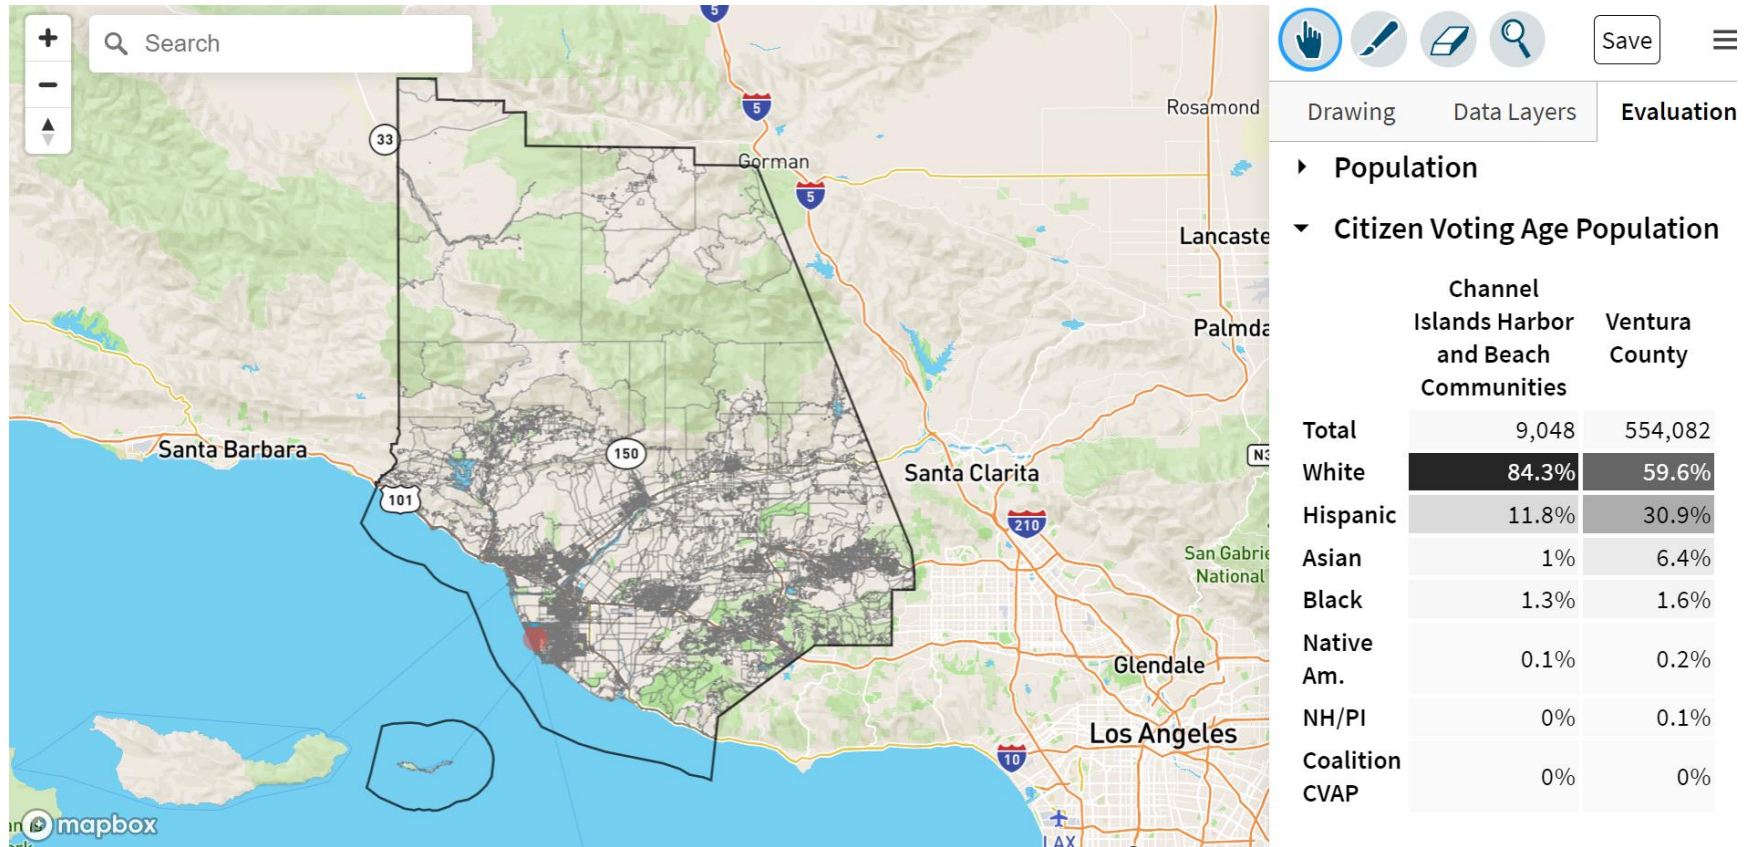 5
Search
Save
33
5
Rosamond
Drawing Data Layers Evaluation
Gorman
5
Population
Citizen Voting Age Population
Lancaste
Channel
Islands Harbor
and Beach
Communities
Ventura
County
Palmda
Total 9,048 554,082
Santa Barbara
150
N3
White 84.3% 59.6%
Santa Clarita
101
Hispanic 11.8% 30.9%
210
San Gabrie
National
Asian 1% 6.4%
Black 1.3% 1.6%
Native
Am. 0.1% 0.2%
Glendale
NH/PI 0% 0.1%
Los Angeles
10
Coalition
CVAP 0% 0%
mapbox
LAX